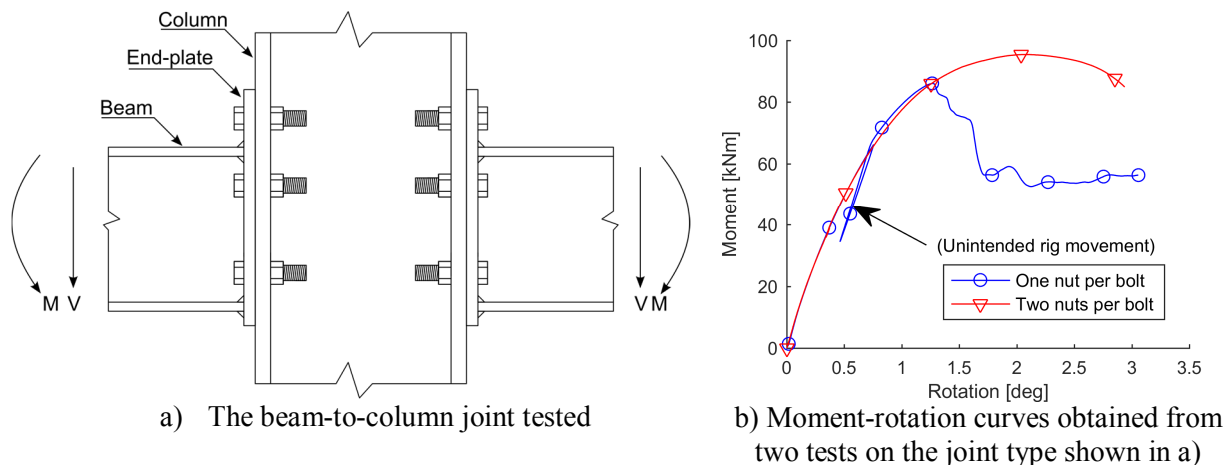 Column
End-plate
Beam
M V
V M
a) The beam-to-column joint tested
100
80
60
40
20
0
Moment [kNm]
(Unintended rig movement)
One nut per bolt
Two nuts per bolt
0 0.5 1 1.5 2 2.5 3 3.5
Rotation [deg]
b) Moment-rotation curves obtained from
two tests on the joint type shown in a)